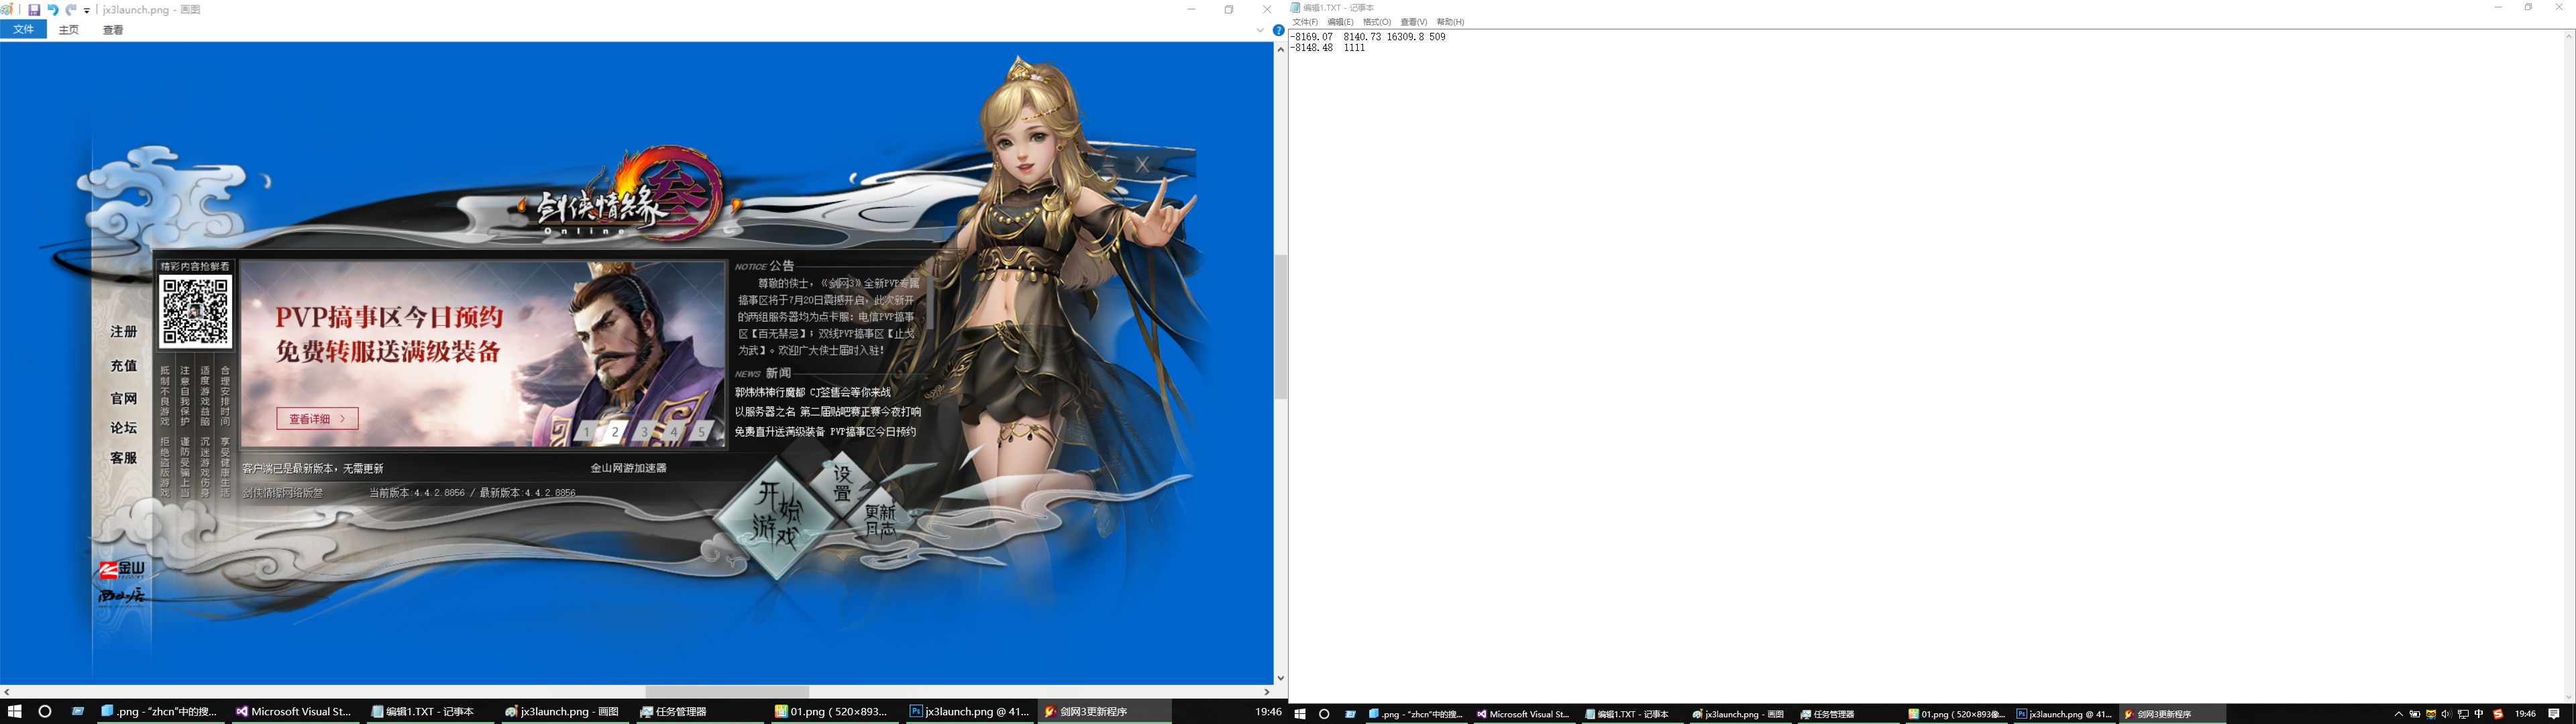 jx3launch.png - 画图
文件 主页 查看
剑侠情缘 叁
Online
精彩内容抢鲜看
注册
充值
官网
论坛
客服
抵制不良游戏 拒绝盗版游戏
注意自我保护 谨防受骗上当
适度游戏益脑 沉迷游戏伤身
合理安排时间 享受健康生活
PVP搞事区今日预约
免费转服送满级装备
查看详细 >
1 2 3 4 5
NOTICE 公告
尊敬的侠士，《剑网3》全新PVP专属
搞事区将于7月20日震撼开启，此次新开
的两组服务器均为点卡服：电信PVP搞事
区【百无禁忌】；双线PVP搞事区【止戈
为武】。欢迎广大侠士届时入驻！
NEWS 新闻
郭炜炜神行魔都 CJ签售会等你来战
以服务器之名 第二届贴吧赛正赛今夜打响
免费直升送满级装备 PVP搞事区今日预约
客户端已是最新版本，无需更新
金山网游加速器
剑侠情缘网络版叁
当前版本:4.4.2.8856 / 最新版本:4.4.2.8856
开始游戏
设置
更新日志
金山
西山居
.png - “zhcn”中的搜...
Microsoft Visual St...
编辑1.TXT - 记事本
jx3launch.png - 画图
任务管理器
01.png ( 520×893...
jx3launch.png @ 41...
剑网3更新程序
19:46
编辑1.TXT - 记事本
文件(F) 编辑(E) 格式(O) 查看(V) 帮助(H)
-8169.07 8140.73 16309.8 509
-8148.48 1111
.png - “zhcn”中的搜...
Microsoft Visual St...
编辑1.TXT - 记事本
jx3launch.png - 画图
任务管理器
01.png ( 520×893像...
jx3launch.png @ 41...
剑网3更新程序
中
19:46